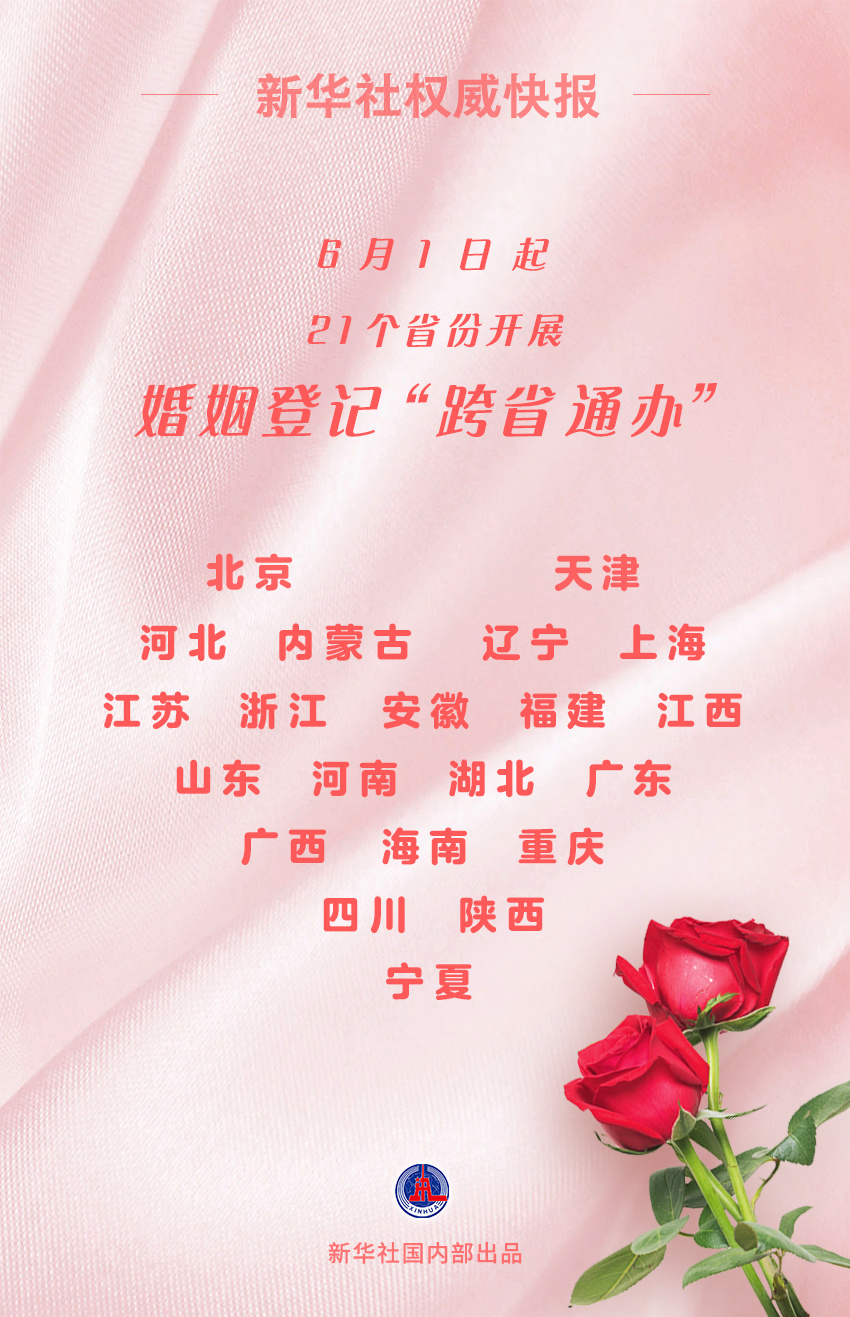 新华社权威快报
6月1日起
21个省份开展
婚姻登记“跨省通办”
北京 天津
河北 内蒙古 辽宁 上海
江苏 浙江 安徽 福建 江西
山东 河南 湖北 广东
广西 海南 重庆
四川 陕西
宁夏
XINHUA
新华社国内部出品